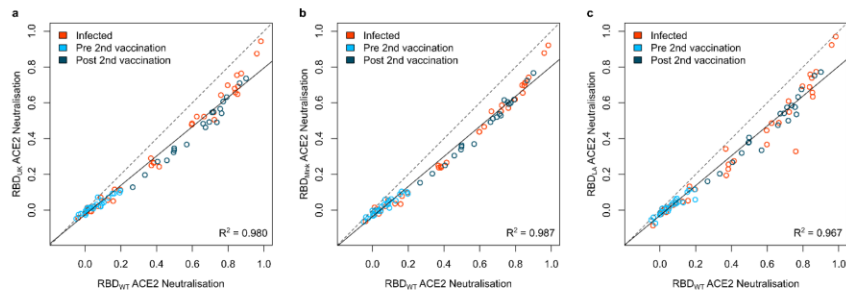 a
Infected
Pre 2nd vaccination
Post 2nd vaccination
RBD_UK ACE2 Neutralisation
1.0
0.8
0.6
0.4
0.2
0.0
R² = 0.980
0.0 0.2 0.4 0.6 0.8 1.0
RBD_WT ACE2 Neutralisation
b
Infected
Pre 2nd vaccination
Post 2nd vaccination
RBD_Mink ACE2 Neutralisation
1.0
0.8
0.6
0.4
0.2
0.0
R² = 0.987
0.0 0.2 0.4 0.6 0.8 1.0
RBD_WT ACE2 Neutralisation
c
Infected
Pre 2nd vaccination
Post 2nd vaccination
RBD_LA ACE2 Neutralisation
1.0
0.8
0.6
0.4
0.2
0.0
R² = 0.967
0.0 0.2 0.4 0.6 0.8 1.0
RBD_WT ACE2 Neutralisation